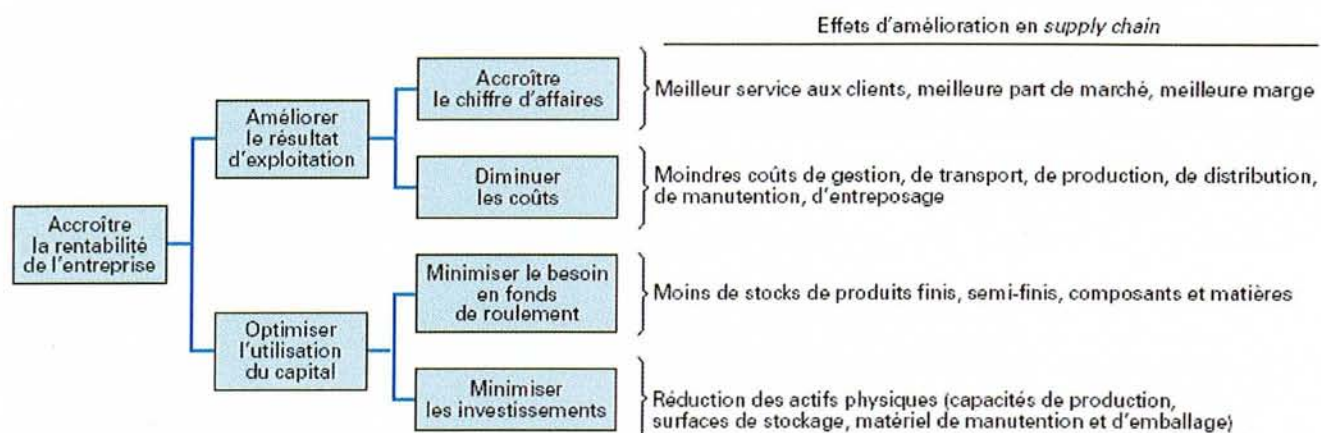 Effets d'amélioration en supply chain
Accroître
le chiffre d'affaires
Meilleur service aux clients, meilleure part de marché, meilleure marge
Améliorer
le résultat
d'exploitation
Diminuer
les coûts
Moindres coûts de gestion, de transport, de production, de distribution,
de manutention, d'entreposage
Accroître
la rentabilité
de l'entreprise
Minimiser le besoin
en fonds
de roulement
Moins de stocks de produits finis, semi-finis, composants et matières
Optimiser
l'utilisation
du capital
Minimiser
les investissements
Réduction des actifs physiques (capacités de production,
surfaces de stockage, matériel de manutention et d'emballage)